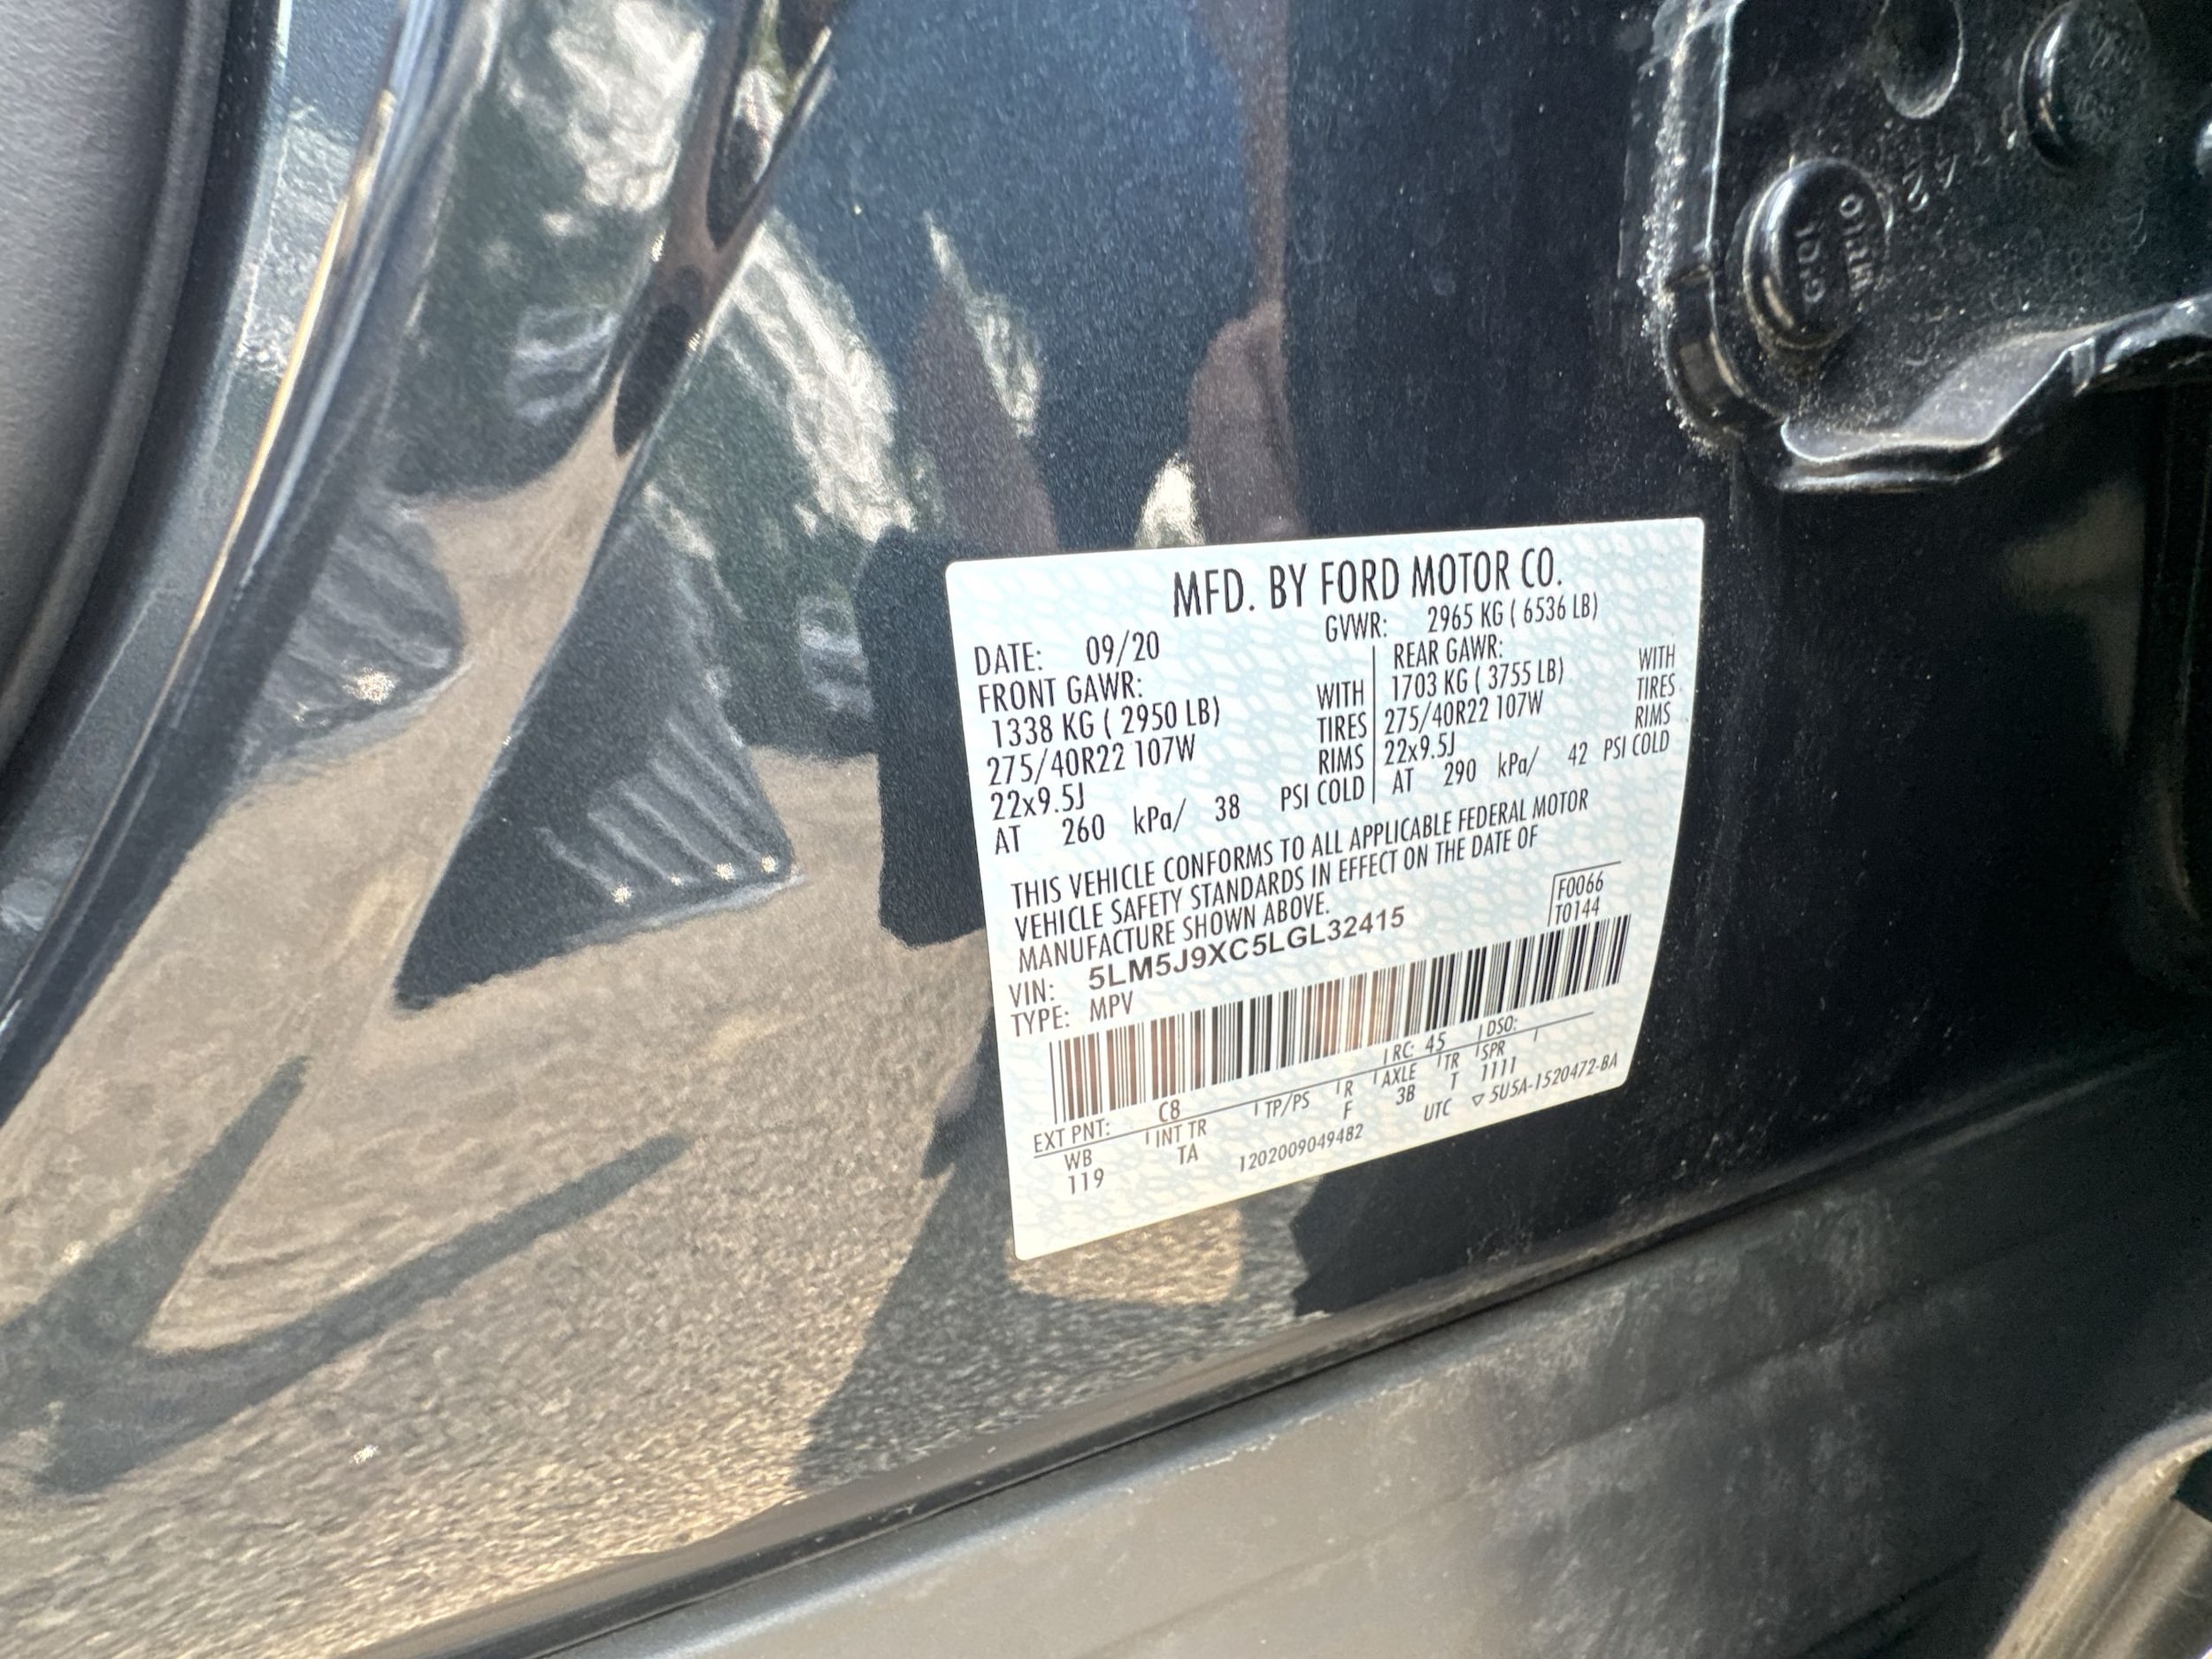 MFD. BY FORD MOTOR CO.
DATE: 09/20 GVWR: 2965 KG ( 6536 LB)
FRONT GAWR:
1338 KG ( 2950 LB) WITH
275/40R22 107W TIRES
22x9.5J RIMS
AT 260 kPa/ 38 PSI COLD
REAR GAWR:
1703 KG ( 3755 LB) WITH
275/40R22 107W TIRES
22x9.5J RIMS
AT 290 kPa/ 42 PSI COLD
THIS VEHICLE CONFORMS TO ALL APPLICABLE FEDERAL MOTOR
VEHICLE SAFETY STANDARDS IN EFFECT ON THE DATE OF
MANUFACTURE SHOWN ABOVE.
F0066
T0144
VIN: 5LM5J9XC5LGL32415
TYPE: MPV
EXT PNT: C8 RC: 45 DSO:
WB INT TR TP/PS R AXLE TR SPR
119 TA F 3B T 1111
1202009049482 UTC ▽ 5U5A-1520472-BA